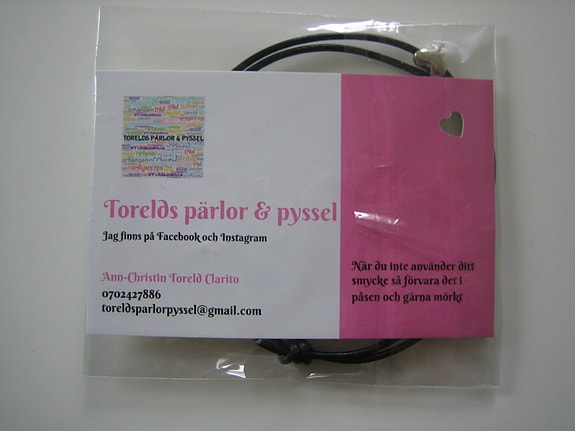 TORELDS PÄRLOR & PYSSEL
Torelds pärlor & pyssel
Jag finns på Facebook och Instagram
Ann-Christin Toreld Clarito
0702427886
toreldsparlorpyssel@gmail.com
När du inte använder ditt
smycke så förvara det i
påsen och gärna mörkt